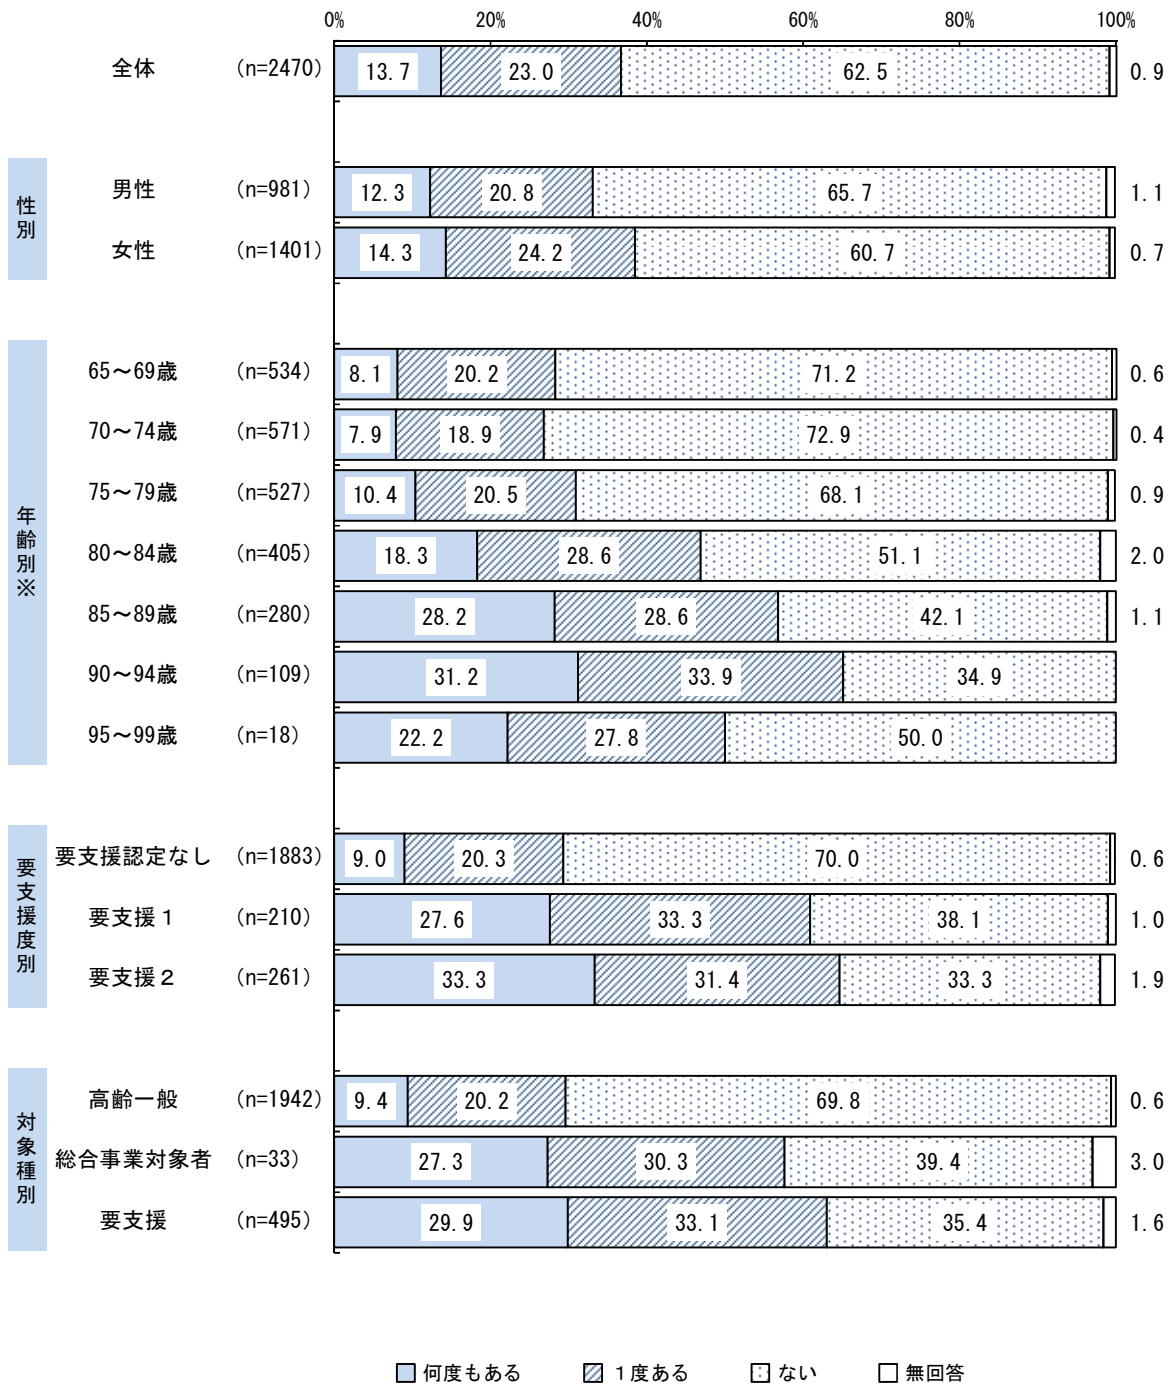 0% 20% 40% 60% 80% 100%
全体 (n=2470) 13.7 23.0 62.5 0.9
性別
男性 (n=981) 12.3 20.8 65.7 1.1
女性 (n=1401) 14.3 24.2 60.7 0.7
年齢別※
65～69歳 (n=534) 8.1 20.2 71.2 0.6
70～74歳 (n=571) 7.9 18.9 72.9 0.4
75～79歳 (n=527) 10.4 20.5 68.1 0.9
80～84歳 (n=405) 18.3 28.6 51.1 2.0
85～89歳 (n=280) 28.2 28.6 42.1 1.1
90～94歳 (n=109) 31.2 33.9 34.9
95～99歳 (n=18) 22.2 27.8 50.0
要支援度別
要支援認定なし (n=1883) 9.0 20.3 70.0 0.6
要支援１ (n=210) 27.6 33.3 38.1 1.0
要支援２ (n=261) 33.3 31.4 33.3 1.9
対象種別
高齢一般 (n=1942) 9.4 20.2 69.8 0.6
総合事業対象者 (n=33) 27.3 30.3 39.4 3.0
要支援 (n=495) 29.9 33.1 35.4 1.6
何度もある １度ある ない 無回答